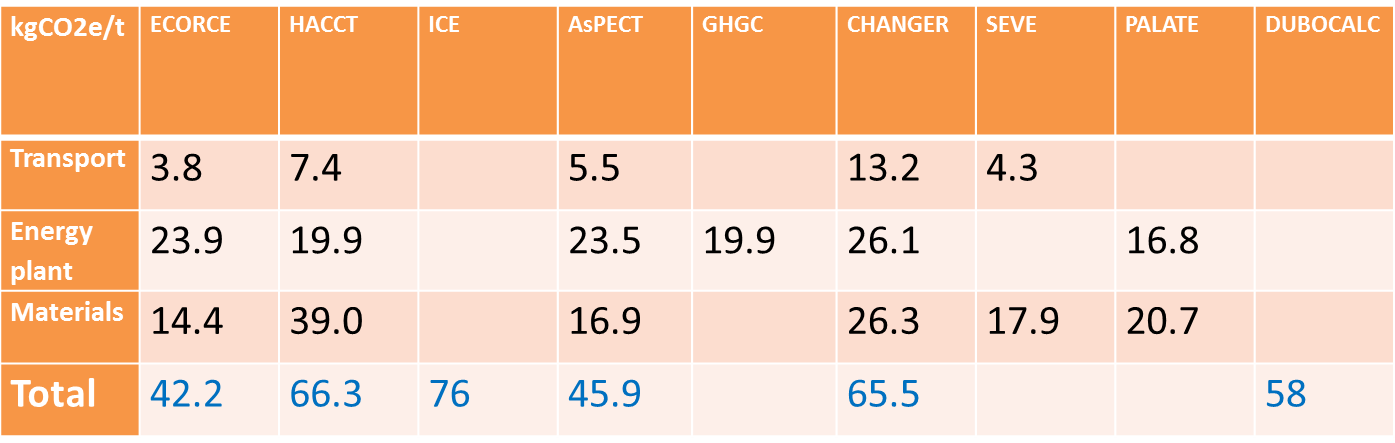 kgCO2e/t ECORCE HACCT ICE AsPECT GHGC CHANGER SEVE PALATE DUBOCALC
Transport 3.8 7.4 5.5 13.2 4.3
Energy 23.9 19.9 23.5 19.9 26.1 16.8
plant
Materials 14.4 39.0 16.9 26.3 17.9 20.7
Total 42.2 66.3 76 45.9 65.5 58